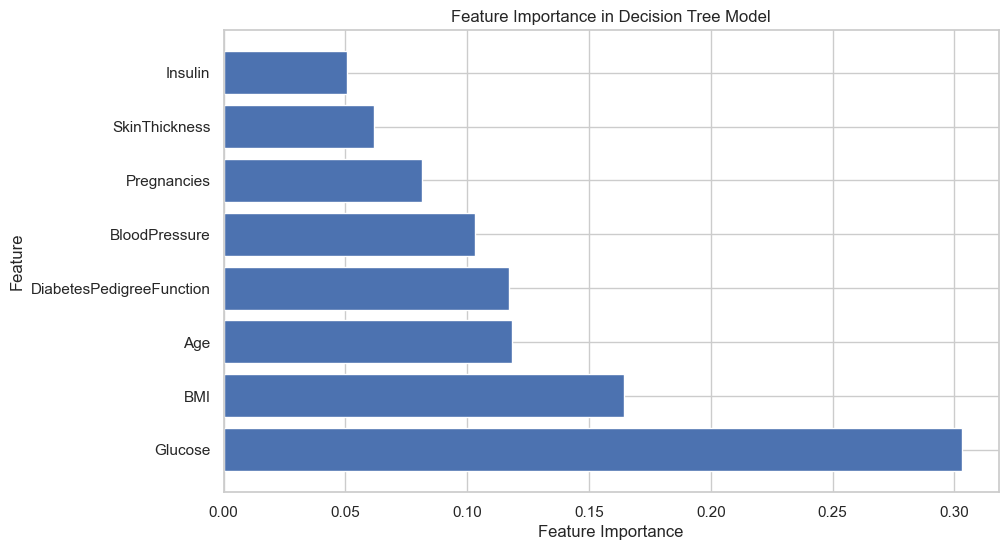 Feature Importance in Decision Tree Model
Feature
Insulin
SkinThickness
Pregnancies
BloodPressure
DiabetesPedigreeFunction
Age
BMI
Glucose
0.00 0.05 0.10 0.15 0.20 0.25 0.30
Feature Importance